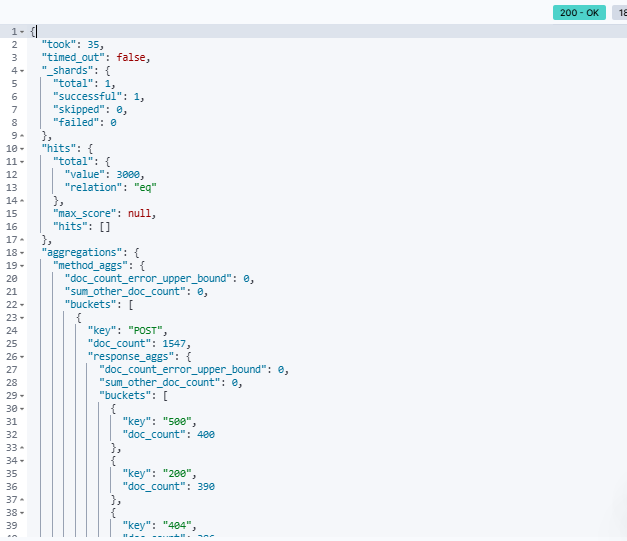 200 - OK
18
1 {
2 "took": 35,
3 "timed_out": false,
4 "_shards": {
5 "total": 1,
6 "successful": 1,
7 "skipped": 0,
8 "failed": 0
9 },
10 "hits": {
11 "total": {
12 "value": 3000,
13 "relation": "eq"
14 },
15 "max_score": null,
16 "hits": []
17 },
18 "aggregations": {
19 "method_aggs": {
20 "doc_count_error_upper_bound": 0,
21 "sum_other_doc_count": 0,
22 "buckets": [
23 {
24 "key": "POST",
25 "doc_count": 1547,
26 "response_aggs": {
27 "doc_count_error_upper_bound": 0,
28 "sum_other_doc_count": 0,
29 "buckets": [
30 {
31 "key": "500",
32 "doc_count": 400
33 },
34 {
35 "key": "200",
36 "doc_count": 390
37 },
38 {
39 "key": "404",